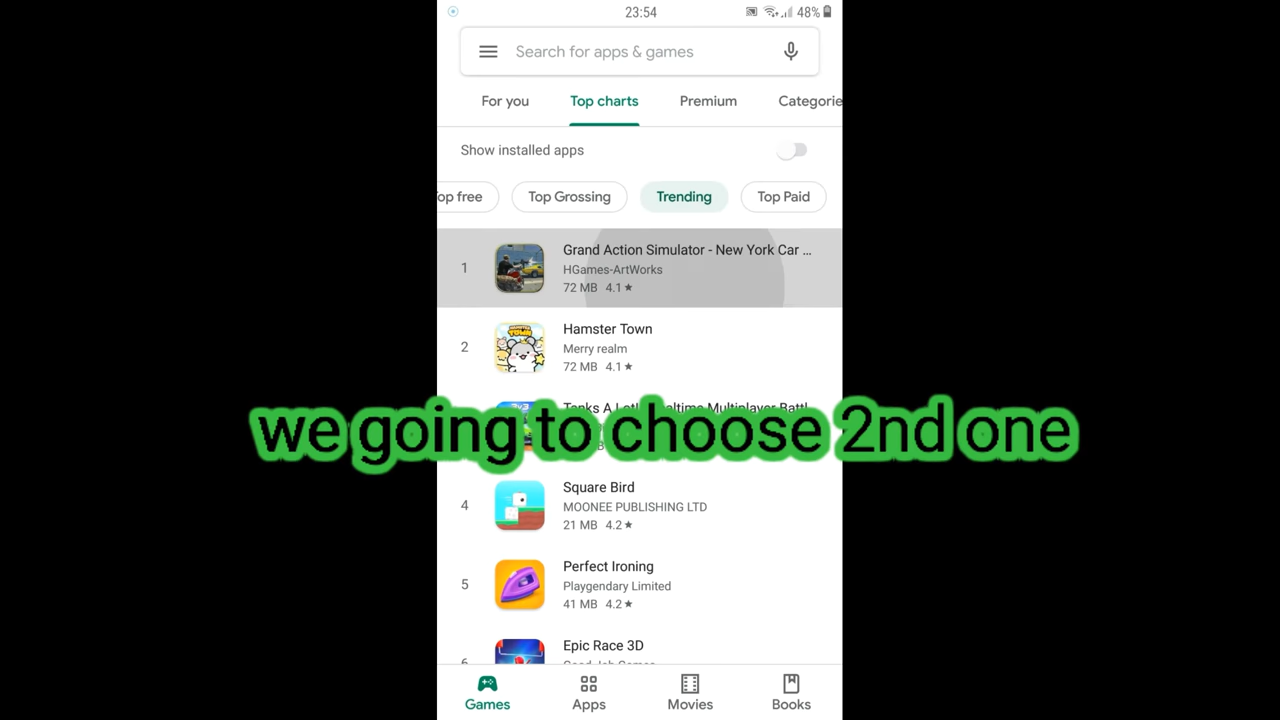 23:54
48%
Search for apps & games
For you
Top charts
Premium
Categorie
Show installed apps
op free
Top Grossing
Trending
Top Paid
1
Grand Action Simulator - New York Car ...
HGames-ArtWorks
72 MB 4.1★
2
Hamster Town
Merry realm
72 MB 4.1★
we going to choose 2nd one
4
Square Bird
MOONEE PUBLISHING LTD
21 MB 4.2★
5
Perfect Ironing
Playgendary Limited
41 MB 4.2★
6
Epic Race 3D
Good Job Games
Games
Apps
Movies
Books